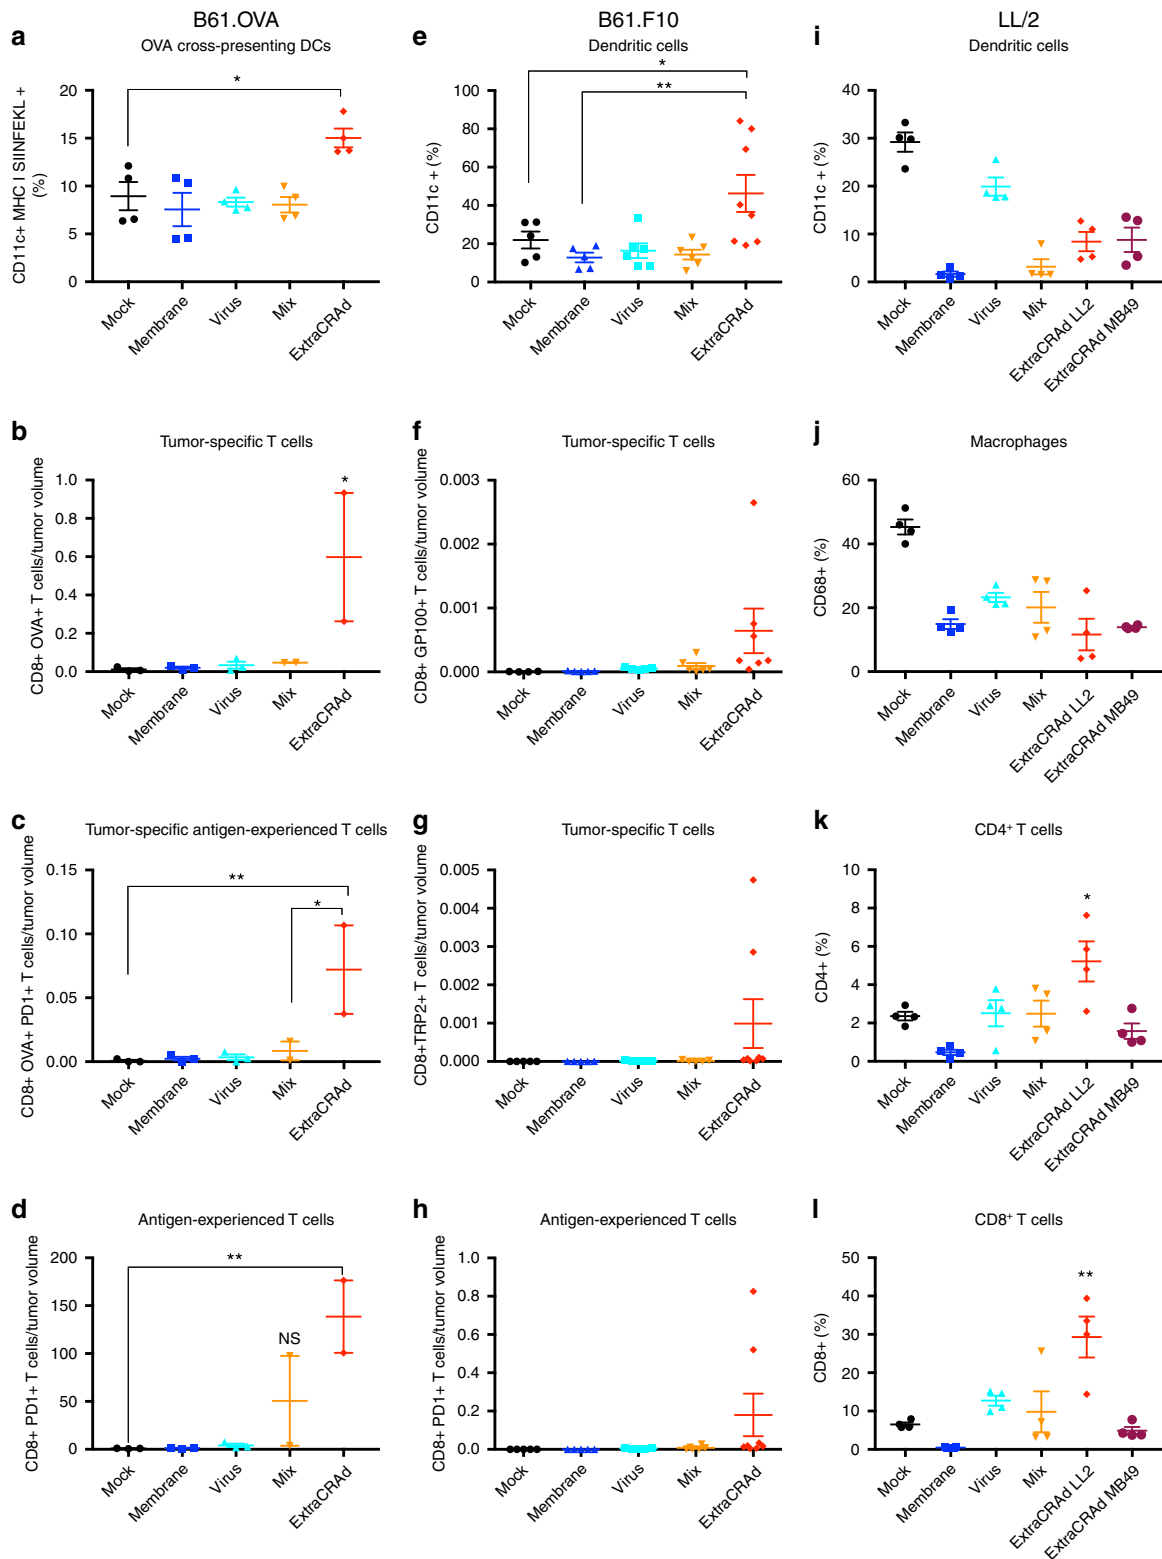 B61.OVA
a
OVA cross-presenting DCs
CD11c+ MHC I SIINFEKL +
(%)
20
15
10
5
0
*
Mock
Membrane
Virus
Mix
ExtraCRAd
B61.F10
e
Dendritic cells
CD11c + (%)
100
80
60
40
20
0
*
**
Mock
Membrane
Virus
Mix
ExtraCRAd
LL/2
i
Dendritic cells
CD11c + (%)
40
30
20
10
0
Mock
Membrane
Virus
Mix
ExtraCRAd LL2
ExtraCRAd MB49
b
Tumor-specific T cells
CD8+ OVA+ T cells/tumor volume
1.0
0.8
0.6
0.4
0.2
0.0
*
Mock
Membrane
Virus
Mix
ExtraCRAd
f
Tumor-specific T cells
CD8+ GP100+ T cells/tumor volume
0.003
0.002
0.001
0.000
Mock
Membrane
Virus
Mix
ExtraCRAd
j
Macrophages
CD68+ (%)
60
40
20
0
Mock
Membrane
Virus
Mix
ExtraCRAd LL2
ExtraCRAd MB49
c
Tumor-specific antigen-experienced T cells
CD8+ OVA+ PD1+ T cells/tumor volume
0.15
0.10
0.05
0.00
**
*
Mock
Membrane
Virus
Mix
ExtraCRAd
g
Tumor-specific T cells
CD8+TRP2+ T cells/tumor volume
0.005
0.004
0.003
0.002
0.001
0.000
Mock
Membrane
Virus
Mix
ExtraCRAd
k
CD4⁺ T cells
CD4+ (%)
10
8
6
4
2
0
*
Mock
Membrane
Virus
Mix
ExtraCRAd LL2
ExtraCRAd MB49
d
Antigen-experienced T cells
CD8+ PD1+ T cells/tumor volume
200
150
100
50
0
**
NS
Mock
Membrane
Virus
Mix
ExtraCRAd
h
Antigen-experienced T cells
CD8+ PD1+ T cells/tumor volume
1.0
0.8
0.6
0.4
0.2
0.0
Mock
Membrane
Virus
Mix
ExtraCRAd
l
CD8⁺ T cells
CD8+ (%)
50
40
30
20
10
0
**
Mock
Membrane
Virus
Mix
ExtraCRAd LL2
ExtraCRAd MB49